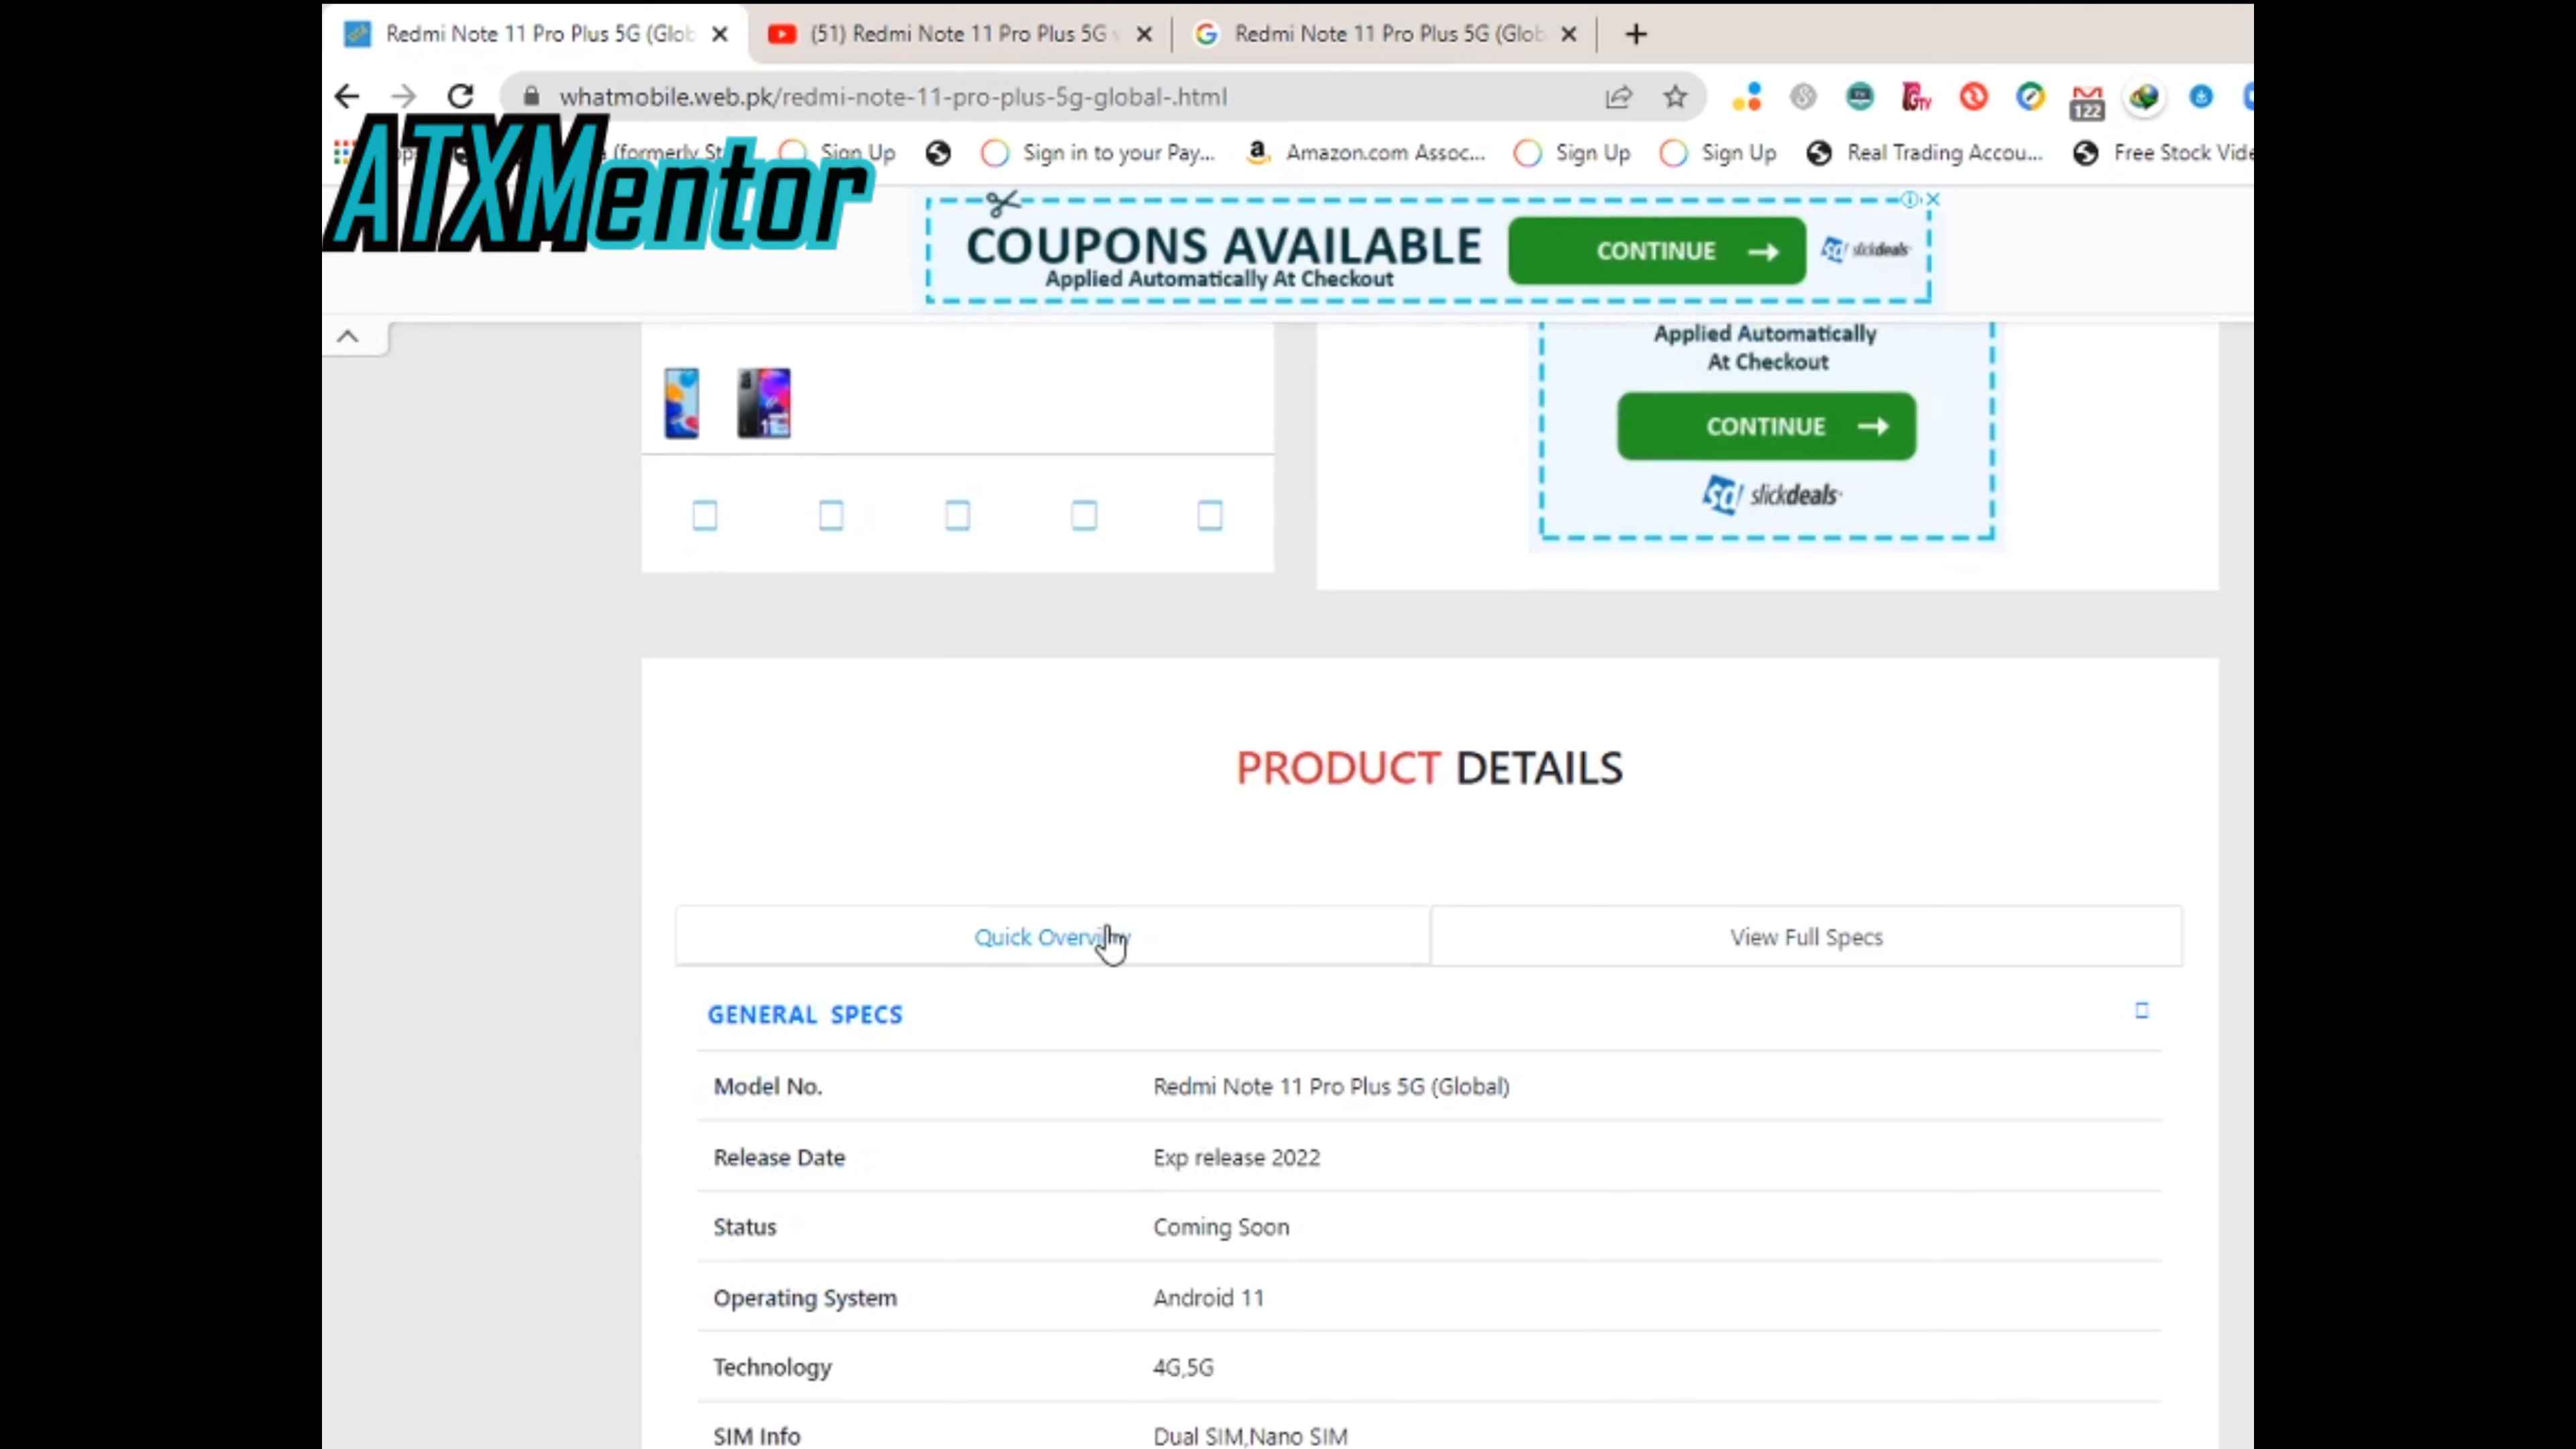 Redmi Note 11 Pro Plus 5G (Glob
(51) Redmi Note 11 Pro Plus 5G
Redmi Note 11 Pro Plus 5G (Glob
whatmobile.web.pk/redmi-note-11-pro-plus-5g-global-.html
122
ATXMentor
(formerly St
Sign Up
Sign in to your Pay...
Amazon.com Assoc...
Sign Up
Sign Up
Real Trading Accou...
Free Stock Vide
COUPONS AVAILABLE
Applied Automatically At Checkout
CONTINUE
slickdeals
Applied Automatically
At Checkout
CONTINUE
slickdeals
PRODUCT DETAILS
Quick Overview
View Full Specs
GENERAL SPECS
Model No. Redmi Note 11 Pro Plus 5G (Global)
Release Date Exp release 2022
Status Coming Soon
Operating System Android 11
Technology 4G,5G
SIM Info Dual SIM,Nano SIM